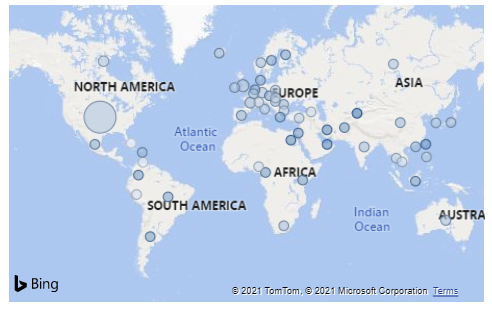 NORTH AMERICA
EUROPE
ASIA
Atlantic
Ocean
AFRICA
SOUTH AMERICA
Indian
Ocean
AUSTRA
Bing
© 2021 TomTom, © 2021 Microsoft Corporation Terms